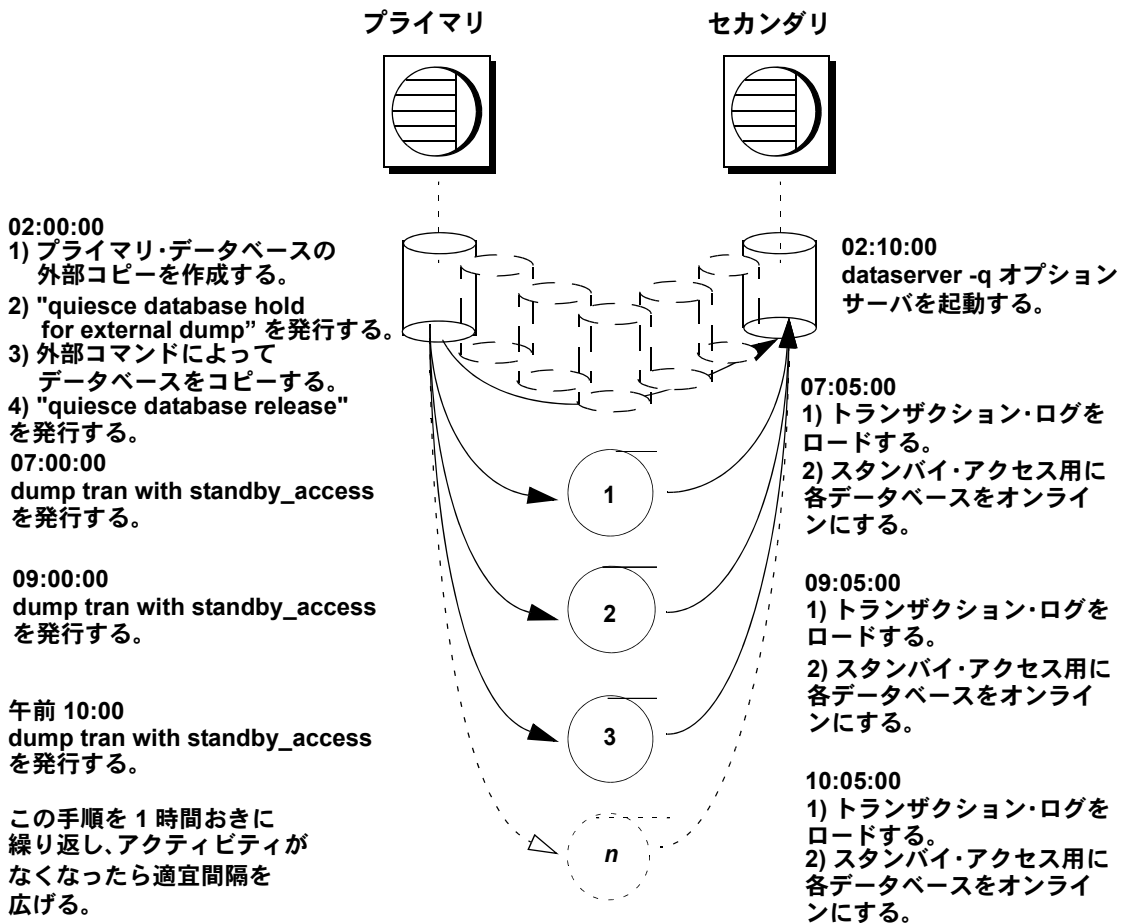 プライマリ
セカンダリ
02:00:00
1) プライマリ・データベースの
外部コピーを作成する。
2) "quiesce database hold
for external dump” を発行する。
3) 外部コマンドによって
データベースをコピーする。
4) "quiesce database release"
を発行する。
07:00:00
dump tran with standby_access
を発行する。
09:00:00
dump tran with standby_access
を発行する。
午前 10:00
dump tran with standby_access
を発行する。
この手順を 1 時間おきに
繰り返し、アクティビティが
なくなったら適宜間隔を
広げる。
1
2
3
n
02:10:00
dataserver -q オプション
サーバを起動する。
07:05:00
1) トランザクション・ログを
ロードする。
2) スタンバイ・アクセス用に
各データベースをオンライ
ンにする。
09:05:00
1) トランザクション・ログを
ロードする。
2) スタンバイ・アクセス用に
各データベースをオンライ
ンにする。
10:05:00
1) トランザクション・ログを
ロードする。
2) スタンバイ・アクセス用に
各データベースをオンライ
ンにする。